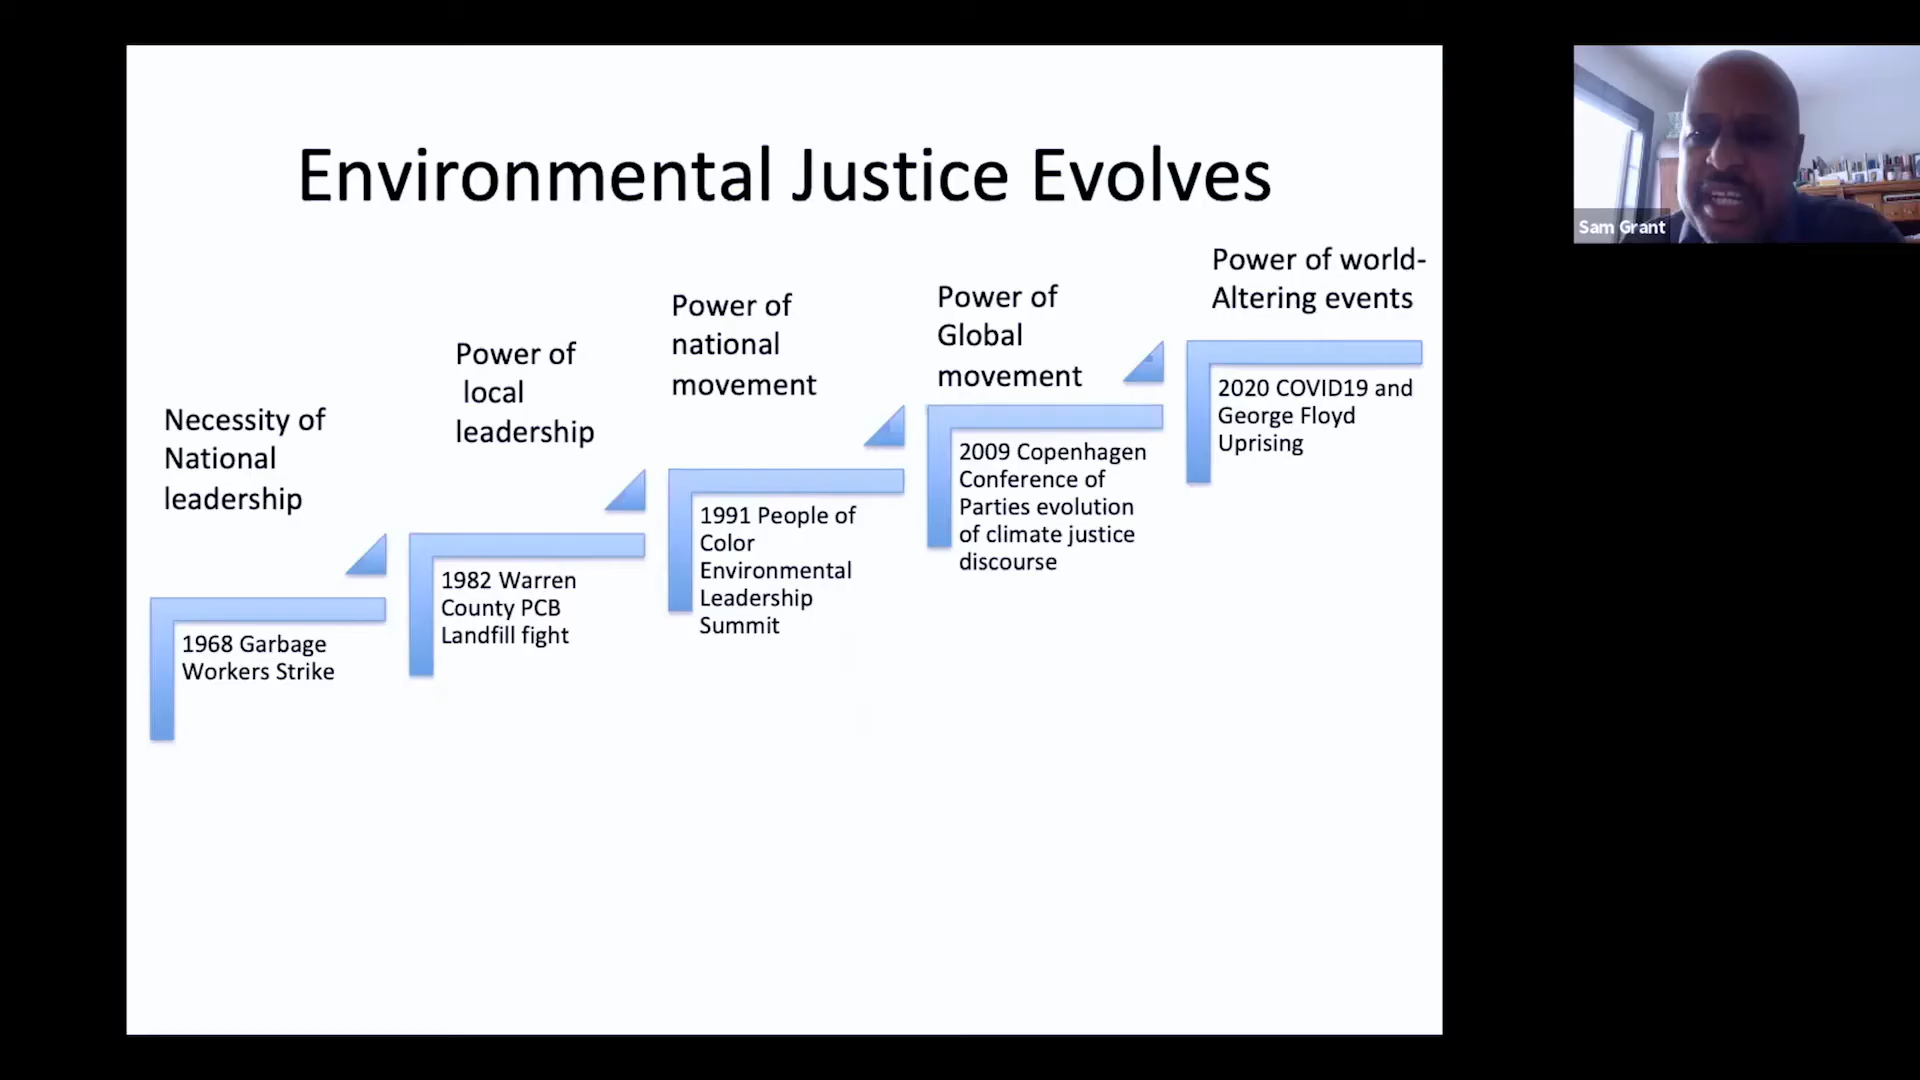 Environmental Justice Evolves
Necessity of
National
leadership
1968 Garbage
Workers Strike
Power of
local
leadership
1982 Warren
County PCB
Landfill fight
Power of
national
movement
1991 People of
Color
Environmental
Leadership
Summit
Power of
Global
movement
2009 Copenhagen
Conference of
Parties evolution
of climate justice
discourse
Power of world-
Altering events
2020 COVID19 and
George Floyd
Uprising
Sam Grant